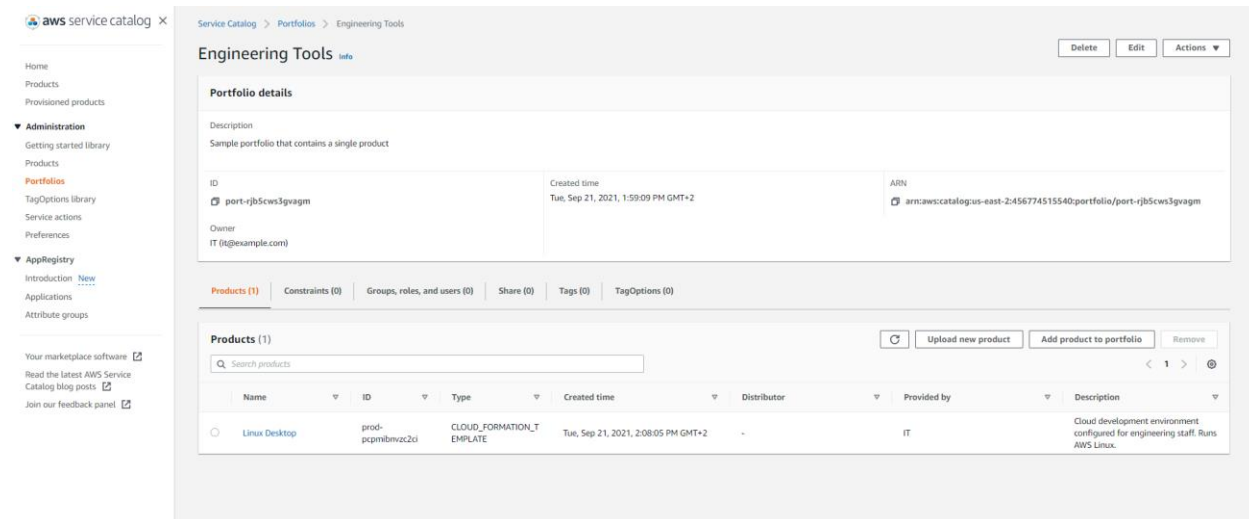 aws service catalog
Home
Products
Provisioned products
Administration
Getting started library
Products
Portfolios
TagOptions library
Service actions
Preferences
AppRegistry
Introduction New
Applications
Attribute groups
Your marketplace software
Read the latest AWS Service
Catalog blog posts
Join our feedback panel
Service Catalog > Portfolios > Engineering Tools
Engineering Tools Info
Delete Edit Actions
Portfolio details
Description
Sample portfolio that contains a single product
ID
port-rjb5cws3gvagm
Created time
Tue, Sep 21, 2021, 1:59:09 PM GMT+2
ARN
arn:aws:catalog:us-east-2:456774515540:portfolio/port-rjb5cws3gvagm
Owner
IT (it@example.com)
Products (1) Constraints (0) Groups, roles, and users (0) Share (0) Tags (0) TagOptions (0)
Products (1)
Upload new product Add product to portfolio Remove
Search products
< 1 >
Name ID Type Created time Distributor Provided by Description
Linux Desktop
prod-
pcpmibnvzc2ci
CLOUD_FORMATION_T
EMPLATE
Tue, Sep 21, 2021, 2:08:05 PM GMT+2
-
IT
Cloud development environment
configured for engineering staff. Runs
AWS Linux.